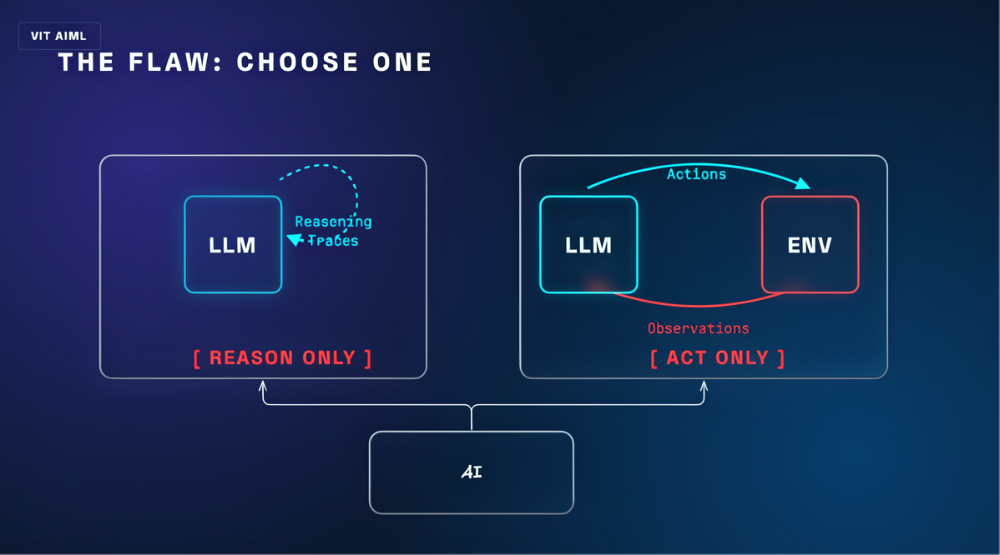 VIT AIML
THE FLAW: CHOOSE ONE
LLM
Reasening
Traces
[ REASON ONLY ]
Actions
LLM
ENV
Observations
[ ACT ONLY ]
AI